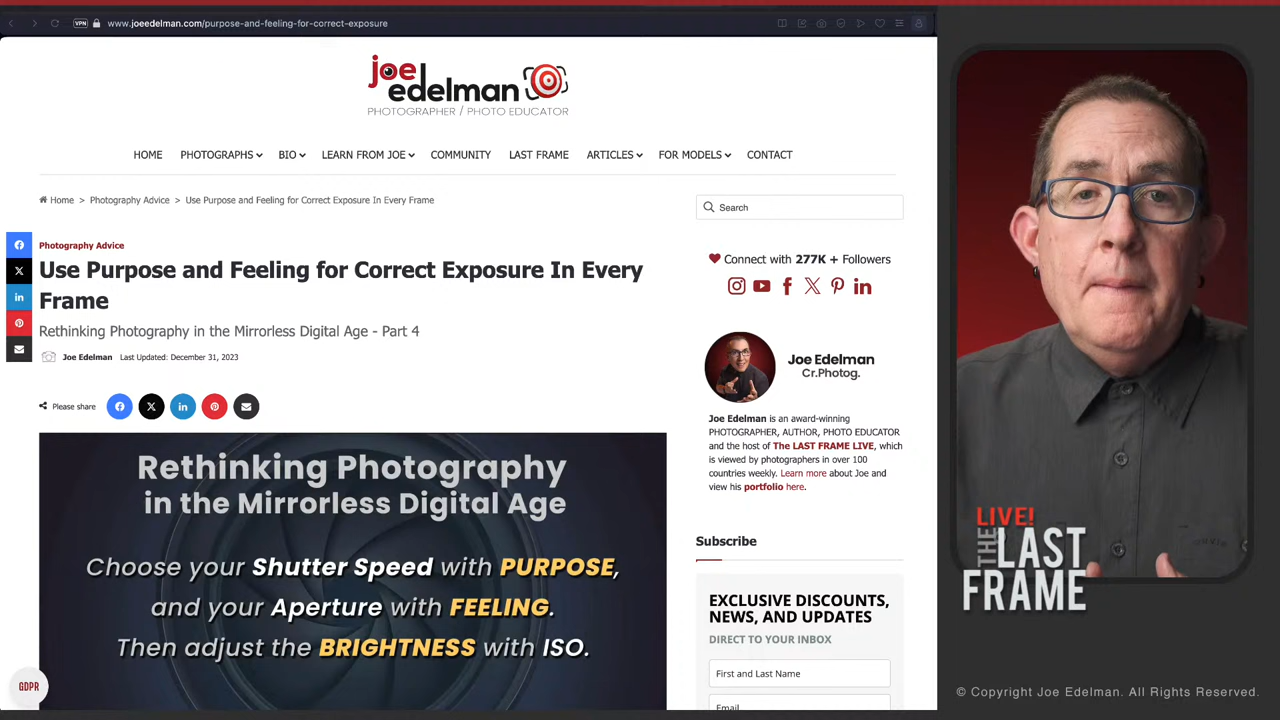 VPN www.joeedelman.com/purpose-and-feeling-for-correct-exposure
joe edelman
PHOTOGRAPHER / PHOTO EDUCATOR
HOME PHOTOGRAPHS BIO LEARN FROM JOE COMMUNITY LAST FRAME ARTICLES FOR MODELS CONTACT
Home > Photography Advice > Use Purpose and Feeling for Correct Exposure In Every Frame
Search
Photography Advice
Use Purpose and Feeling for Correct Exposure In Every
Frame
Rethinking Photography in the Mirrorless Digital Age - Part 4
Joe Edelman Last Updated: December 31, 2023
Please share
Rethinking Photography
in the Mirrorless Digital Age
Choose your Shutter Speed with PURPOSE,
and your Aperture with FEELING.
Then adjust the BRIGHTNESS with ISO.
GDPR
Connect with 277K + Followers
Joe Edelman
Cr.Photog.
Joe Edelman is an award-winning
PHOTOGRAPHER, AUTHOR, PHOTO EDUCATOR
and the host of The LAST FRAME LIVE, which
is viewed by photographers in over 100
countries weekly. Learn more about Joe and
view his portfolio here.
Subscribe
EXCLUSIVE DISCOUNTS,
NEWS, AND UPDATES
DIRECT TO YOUR INBOX
First and Last Name
Email
LIVE!
THE LAST
FRAME
© Copyright Joe Edelman. All Rights Reserved.